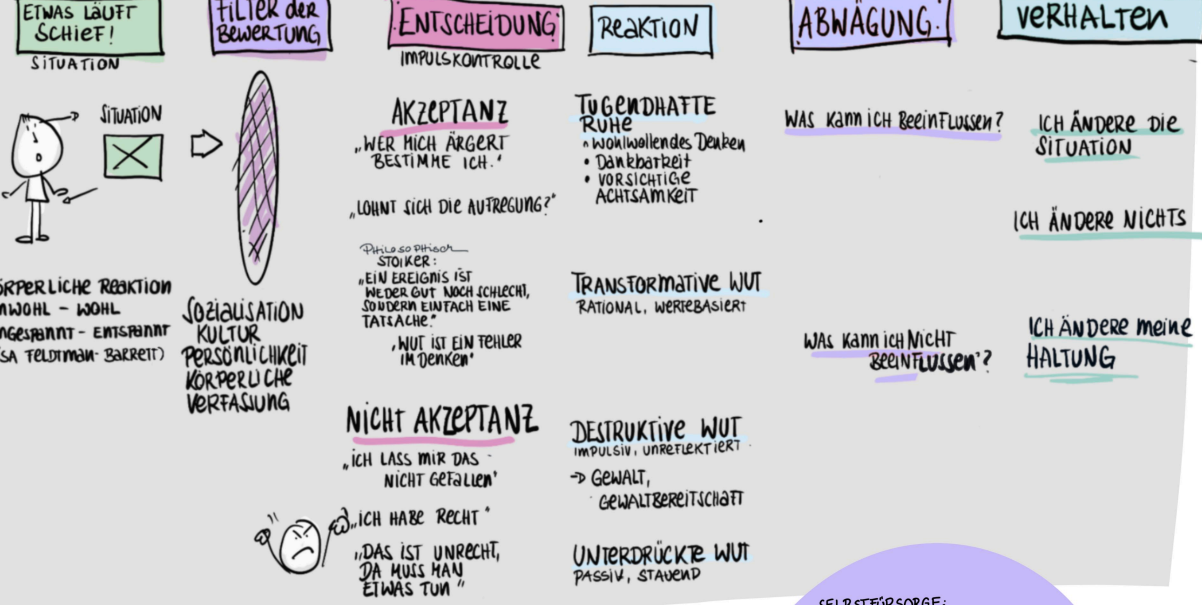 ETWAS LÄUFT
SCHIEF!
SITUATION
SITUATION
KÖRPERLICHE REAKTION
UNWOHL - WOHL
ANGESPANNT - ENTSPANNT
FELDTMAN-BARRETT)
FILTER der
BEWERTUNG
SOZIALISATION
KULTUR
PERSÖNLICHKEIT
KÖRPERLICHE
VERFASSUNG
ENTSCHEIDUNG
IMPULSKONTROLLE
AKZEPTANZ
„WER MICH ÄRGERT
BESTIMME ICH."
„LOHNT SICH DIE AUFREGUNG?"
PHILOSOPHISCH
STOIKER:
„EIN EREIGNIS IST
WEDER GUT NOCH SCHLECHT,
SONDERN EINFACH EINE
TATSACHE."
„WUT IST EIN FEHLER
IM DENKEN"
NICHT AKZEPTANZ
„ICH LASS MIR DAS
NICHT GEFALLEN"
„ICH HABE RECHT"
„DAS IST UNRECHT,
DA MUSS MAN
ETWAS TUN"
REAKTION
TUGENDHAFTE
RUHE
• Wohlwollendes Denken
• Dankbarkeit
• VORSICHTIGE
ACHTSAMKEIT
TRANSFORMATIVE WUT
RATIONAL, WERTEBASIERT
DESTRUKTIVE WUT
IMPULSIV, UNREFLEKTIERT
→ GEWALT,
GEWALTBEREITSCHAFT
UNTERDRÜCKTE WUT
PASSIV, STAUEND
ABWÄGUNG:
WAS KANN ICH BEEINFLUSSEN?
WAS KANN ICH NICHT
BEEINFLUSSEN"?
VERHALTEN
ICH ÄNDERE DIE
SITUATION
ICH ÄNDERE NICHTS
ICH ÄNDERE meine
HALTUNG
SELBSTFÜRSORGE: